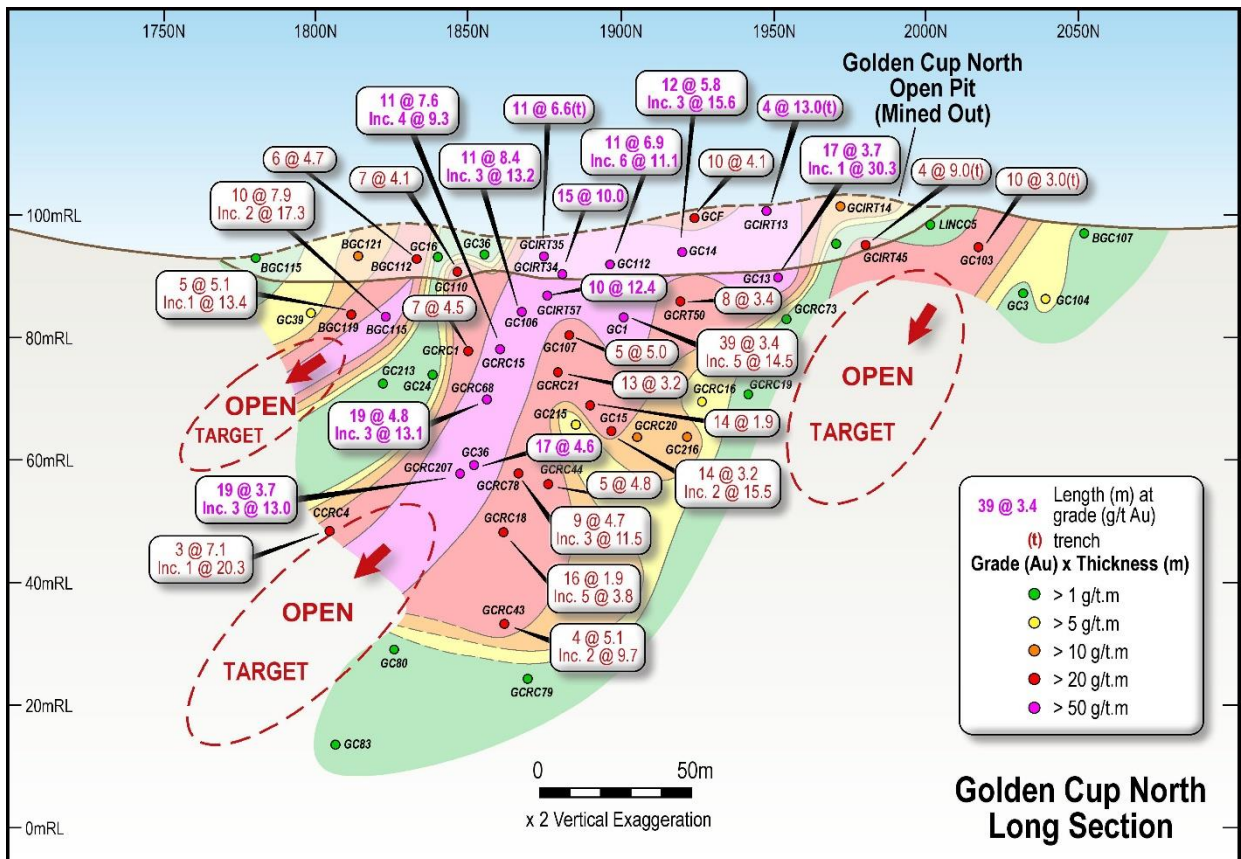 1750N
1800N
1850N
1900N
1950N
2000N
2050N
Golden Cup North
Open Pit
(Mined Out)
11 @ 7.6
Inc. 4 @ 9.3
11 @ 6.6(t)
12 @ 5.8
Inc. 3 @ 15.6
4 @ 13.0(t)
6 @ 4.7
11 @ 8.4
Inc. 3 @ 13.2
11 @ 6.9
Inc. 6 @ 11.1
10 @ 4.1
17 @ 3.7
Inc. 1 @ 30.3
4 @ 9.0(t)
10 @ 3.0(t)
10 @ 7.9
Inc. 2 @ 17.3
7 @ 4.1
15 @ 10.0
100mRL
BGC121
BGC112
GC16
GC36
GCIRT35
GCF
GCIRT13
GCIRT14
LINCC5
BGC107
BGC115
GC110
GCIRT34
GC112
GC14
GC13
GCIRT45
GC103
5 @ 5.1
Inc.1 @ 13.4
GC39
BGC119
BGC115
7 @ 4.5
GC106
GCIRT57
10 @ 12.4
GC1
GCRT50
8 @ 3.4
GCRC73
GC3
GC104
80mRL
GCRC1
GCRC15
GC107
5 @ 5.0
39 @ 3.4
Inc. 5 @ 14.5
OPEN
TARGET
GC213
GC24
GCRC68
GCRC21
13 @ 3.2
GCRC16
GCRC19
OPEN
TARGET
19 @ 4.8
Inc. 3 @ 13.1
GC215
GC15
GCRC20
GC216
14 @ 1.9
60mRL
GCRC207
GC36
17 @ 4.6
GCRC78
GCRC44
5 @ 4.8
14 @ 3.2
Inc. 2 @ 15.5
19 @ 3.7
Inc. 3 @ 13.0
CCRC4
GCRC18
9 @ 4.7
Inc. 3 @ 11.5
3 @ 7.1
Inc. 1 @ 20.3
16 @ 1.9
Inc. 5 @ 3.8
40mRL
OPEN
TARGET
GCRC43
4 @ 5.1
Inc. 2 @ 9.7
GC80
GCRC79
20mRL
GC83
0mRL
0
50m
x 2 Vertical Exaggeration
39 @ 3.4
Length (m) at
grade (g/t Au)
(t)
trench
Grade (Au) x Thickness (m)
> 1 g/t.m
> 5 g/t.m
> 10 g/t.m
> 20 g/t.m
> 50 g/t.m
Golden Cup North
Long Section